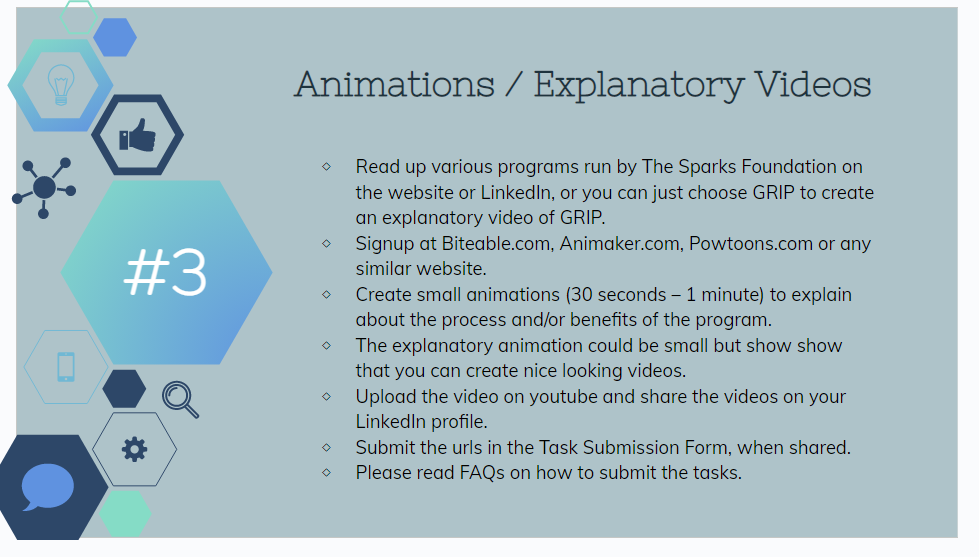 Animations / Explanatory Videos
#3
◇ Read up various programs run by The Sparks Foundation on
the website or LinkedIn, or you can just choose GRIP to create
an explanatory video of GRIP.
◇ Signup at Biteable.com, Animaker.com, Powtoons.com or any
similar website.
◇ Create small animations (30 seconds – 1 minute) to explain
about the process and/or benefits of the program.
◇ The explanatory animation could be small but show show
that you can create nice looking videos.
◇ Upload the video on youtube and share the videos on your
LinkedIn profile.
◇ Submit the urls in the Task Submission Form, when shared.
◇ Please read FAQs on how to submit the tasks.